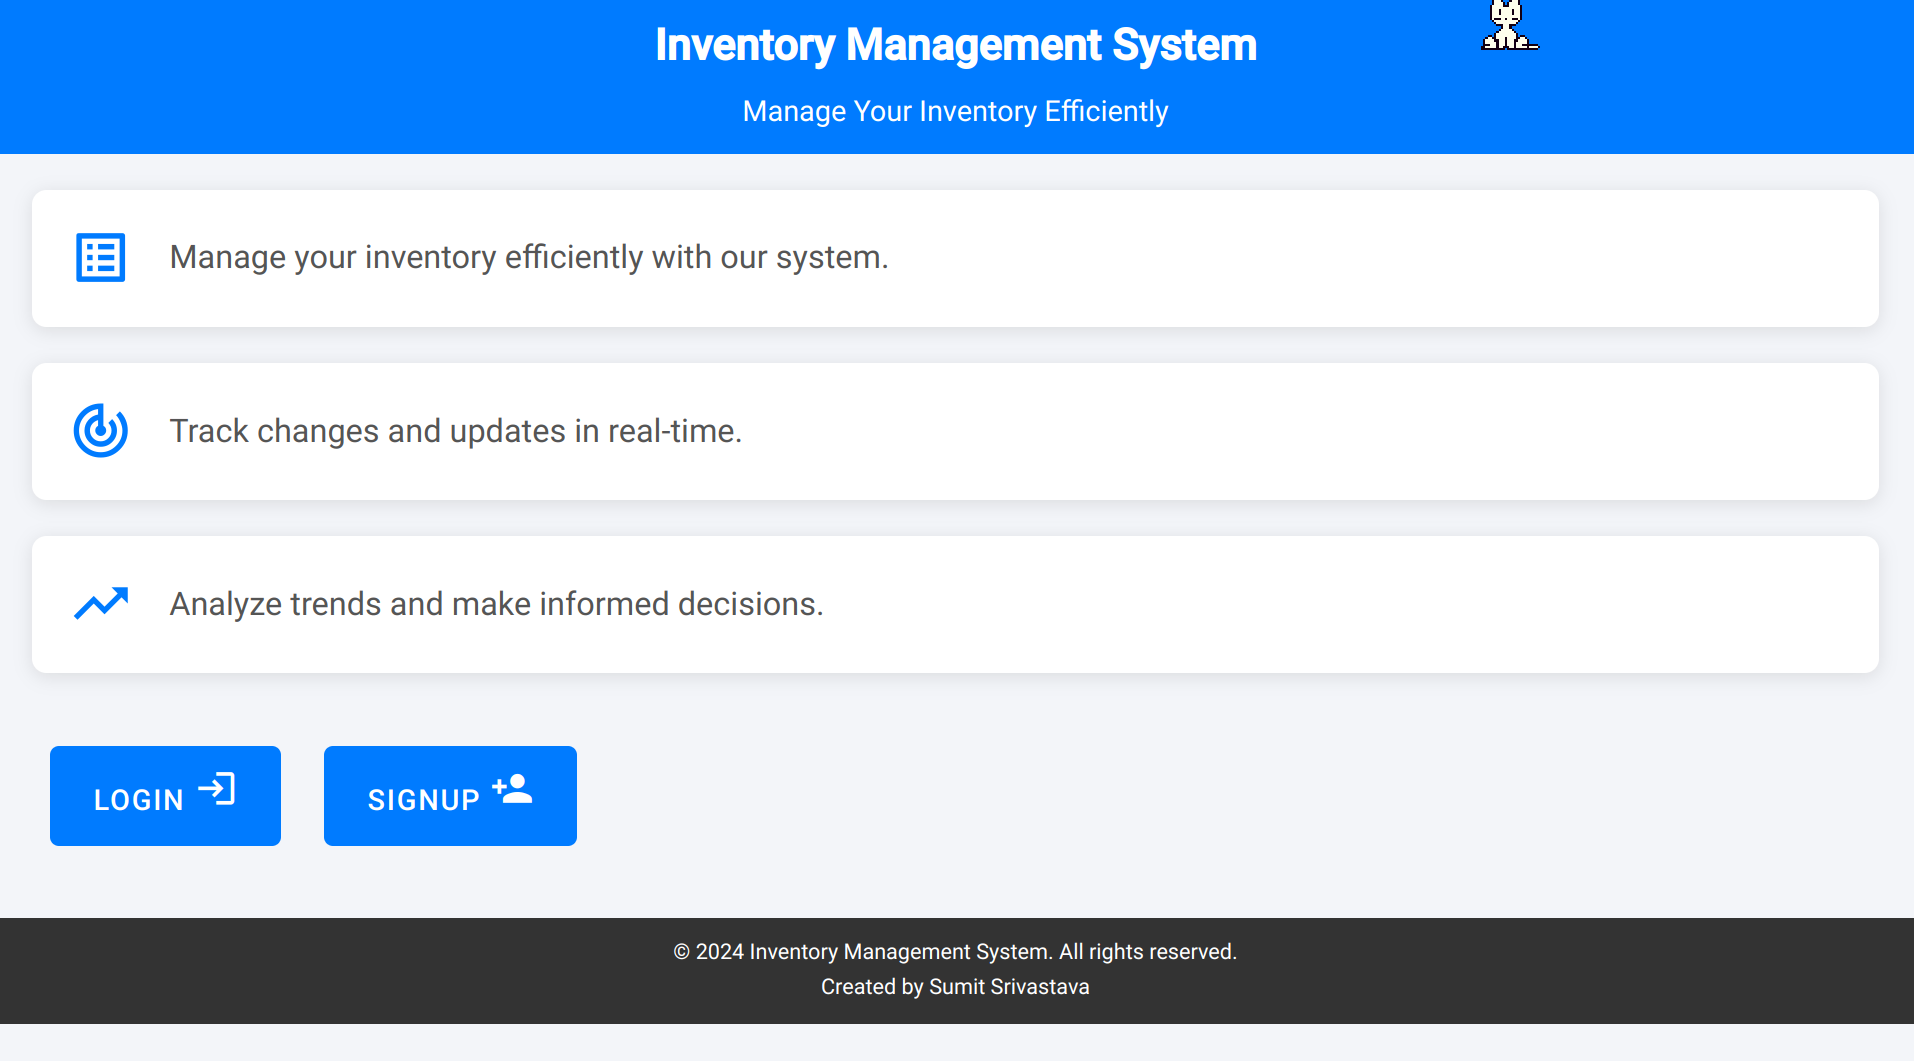 Inventory Management System
Manage Your Inventory Efficiently
Manage your inventory efficiently with our system.
Track changes and updates in real-time.
Analyze trends and make informed decisions.
LOGIN
SIGNUP
© 2024 Inventory Management System. All rights reserved.
Created by Sumit Srivastava